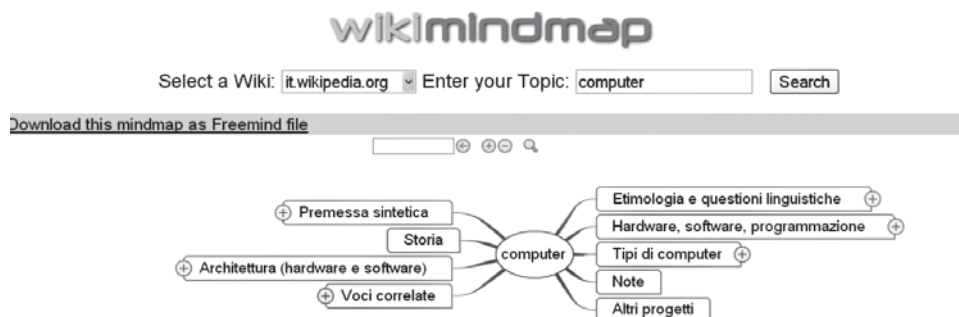 wikimindmap
Select a Wiki: it.wikipedia.org Enter your Topic: computer Search
Download this mindmap as Freemind file
Premessa sintetica
Storia
Architettura (hardware e software)
Voci correlate
computer
Etimologia e questioni linguistiche
Hardware, software, programmazione
Tipi di computer
Note
Altri progetti